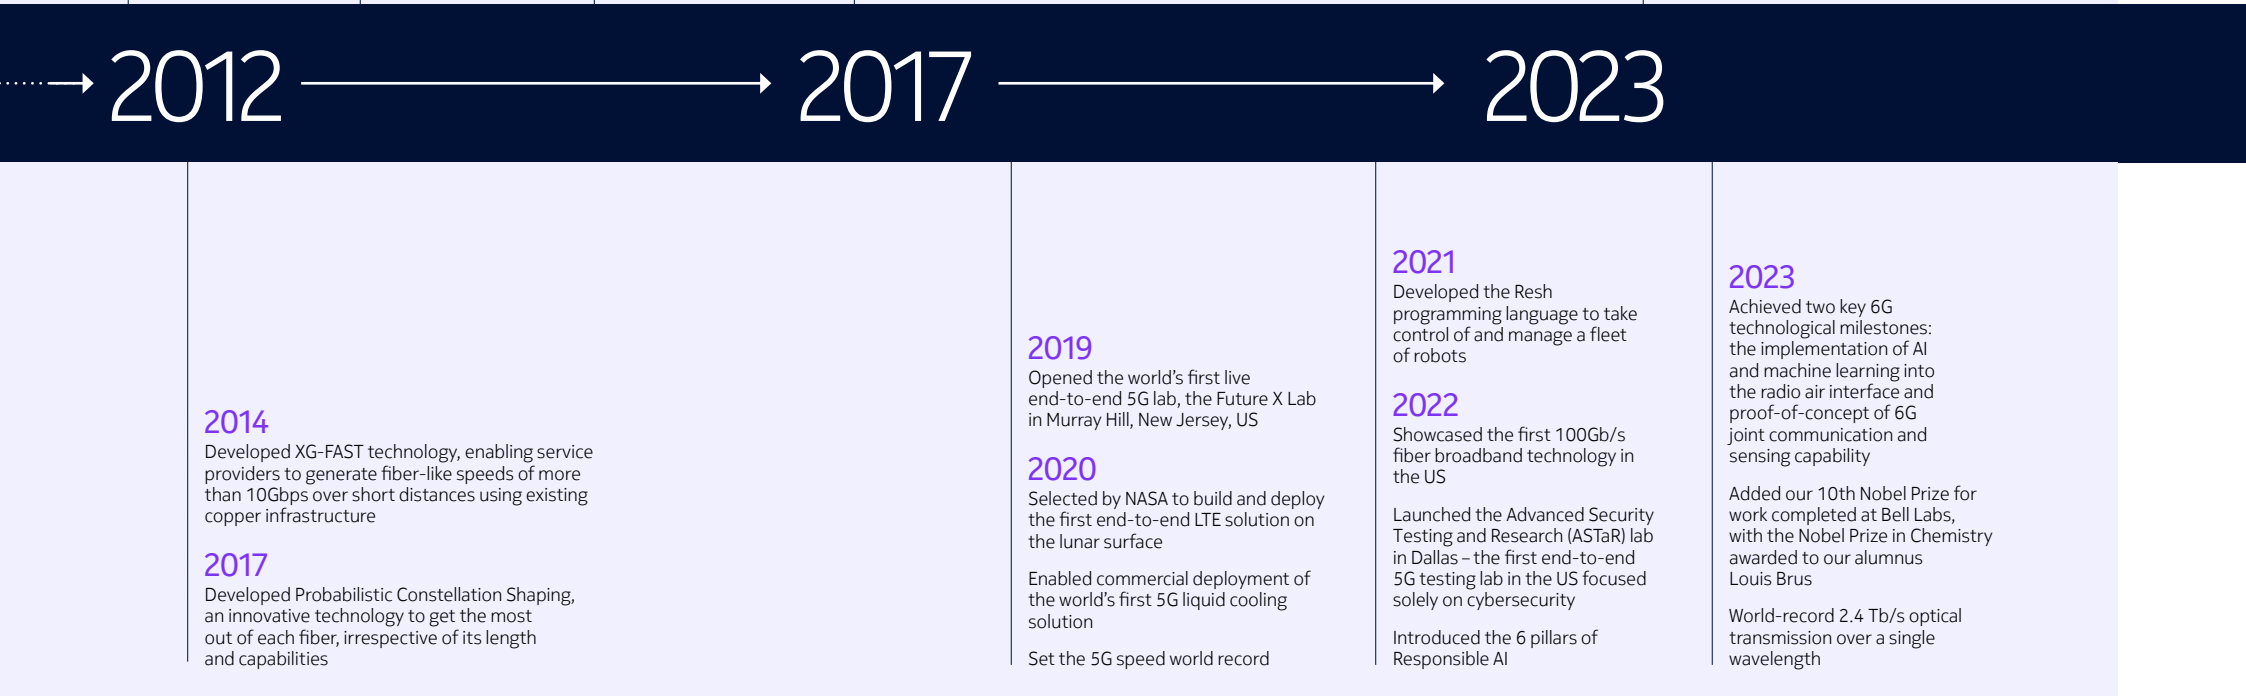 2012
2017
2023
2014
Developed XG-FAST technology, enabling service
providers to generate fiber-like speeds of more
than 10Gbps over short distances using existing
copper infrastructure
2017
Developed Probabilistic Constellation Shaping,
an innovative technology to get the most
out of each fiber, irrespective of its length
and capabilities
2019
Opened the world’s first live
end-to-end 5G lab, the Future X Lab
in Murray Hill, New Jersey, US
2020
Selected by NASA to build and deploy
the first end-to-end LTE solution on
the lunar surface
Enabled commercial deployment of
the world’s first 5G liquid cooling
solution
Set the 5G speed world record
2021
Developed the Resh
programming language to take
control of and manage a fleet
of robots
2022
Showcased the first 100Gb/s
fiber broadband technology in
the US
Launched the Advanced Security
Testing and Research (ASTaR) lab
in Dallas – the first end-to-end
5G testing lab in the US focused
solely on cybersecurity
Introduced the 6 pillars of
Responsible AI
2023
Achieved two key 6G
technological milestones:
the implementation of AI
and machine learning into
the radio air interface and
proof-of-concept of 6G
joint communication and
sensing capability
Added our 10th Nobel Prize for
work completed at Bell Labs,
with the Nobel Prize in Chemistry
awarded to our alumnus
Louis Brus
World-record 2.4 Tb/s optical
transmission over a single
wavelength